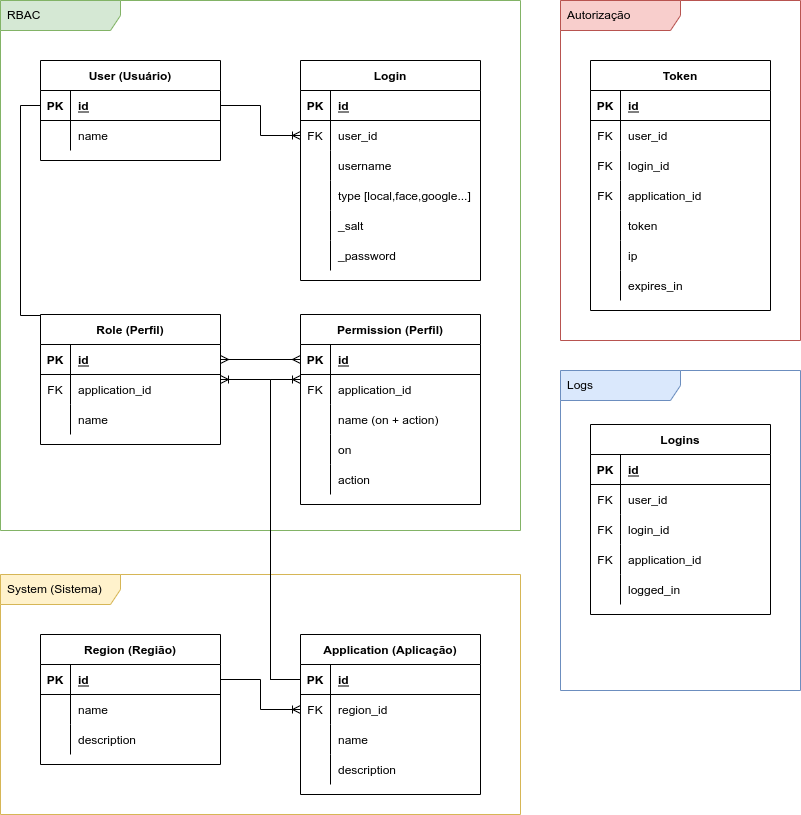 RBAC
User (Usuário)
PK id
name
Login
PK id
FK user_id
username
type [local,face,google...]
_salt
_password
Role (Perfil)
PK id
FK application_id
name
Permission (Perfil)
PK id
FK application_id
name (on + action)
on
action
System (Sistema)
Region (Região)
PK id
name
description
Application (Aplicação)
PK id
FK region_id
name
description
Autorização
Token
PK id
FK user_id
FK login_id
FK application_id
token
ip
expires_in
Logs
Logins
PK id
FK user_id
FK login_id
FK application_id
logged_in